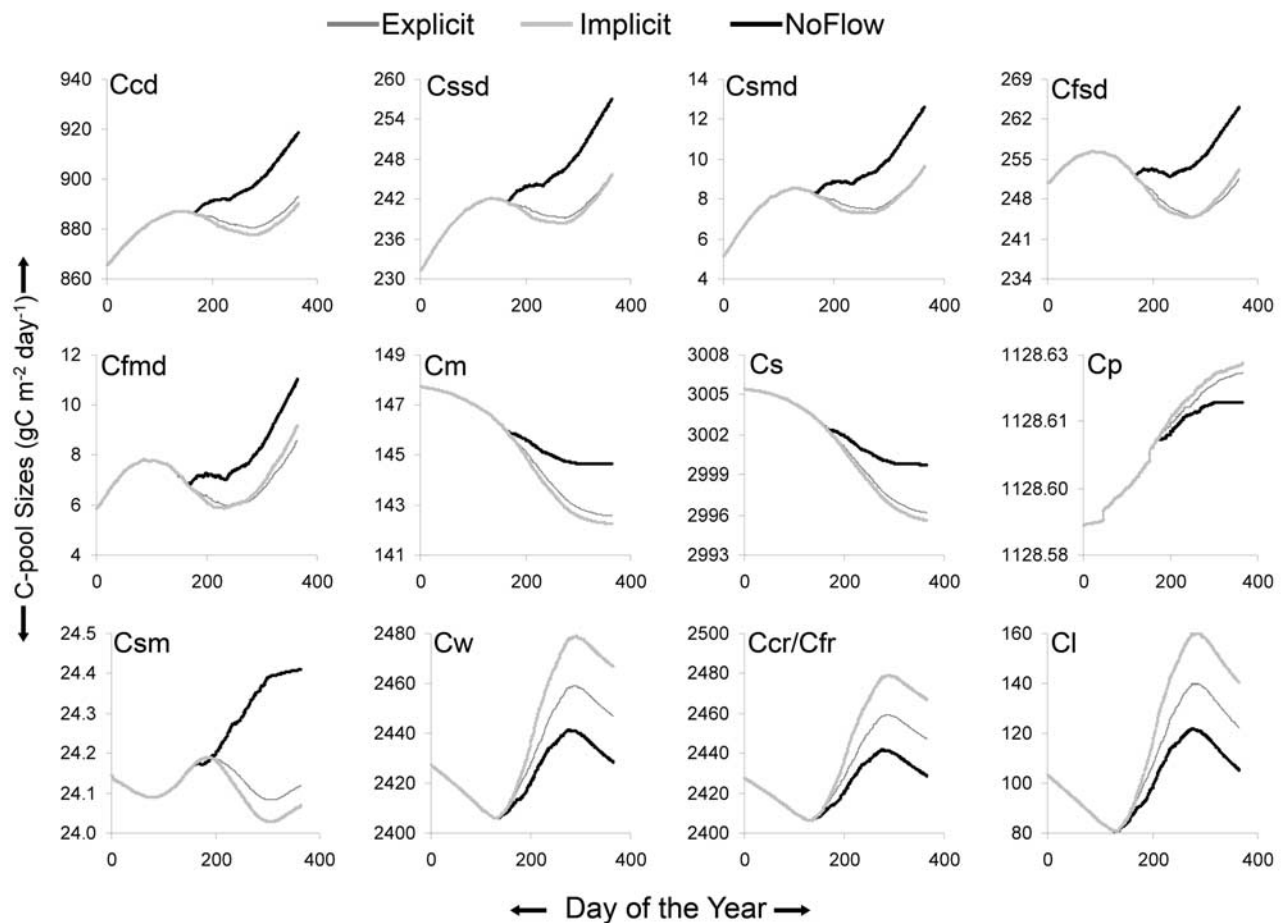 Explicit Implicit NoFlow
Ccd Cssd Csmd Cfsd
940 260 14 269
920 254 12 262
900 248 10 255
880 242 8 248
860 236 6 241
230 4 234
0 200 400 0 200 400 0 200 400 0 200 400
Cfmd Cm Cs Cp
12 149 3008 1128.63
10 147 3005 1128.61
8 145 3002 1128.60
6 143 2999 1128.58
4 141 2996
2993
0 200 400 0 200 400 0 200 400 0 200 400
Csm Cw Ccr/Cfr Cl
24.5 2480 2500 160
24.4 2460 2480 140
24.3 2440 2460 120
24.2 2420 2440 100
24.1 2400 2420 80
24.0 2400
0 200 400 0 200 400 0 200 400 0 200 400
C-pool Sizes (gC m⁻² day⁻¹)
Day of the Year